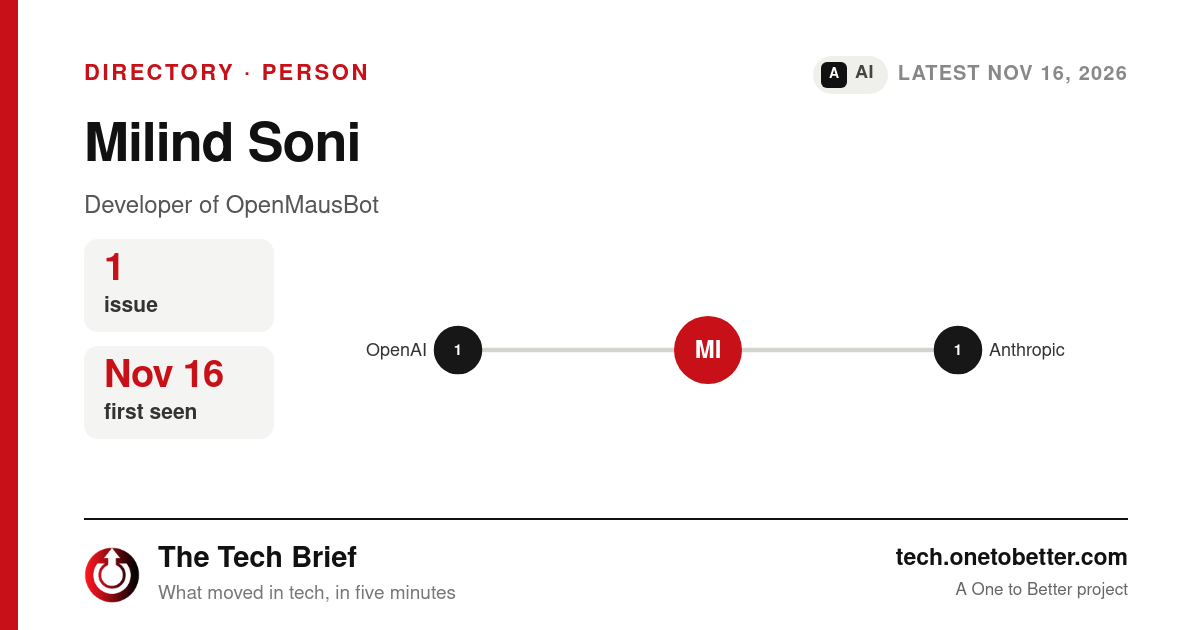 DIRECTORY · PERSON
A AI LATEST NOV 16, 2026
Milind Soni
Developer of OpenMausBot
1
issue
Nov 16
first seen
OpenAI 1 MI 1 Anthropic
The Tech Brief
What moved in tech, in five minutes
tech.onetobetter.com
A One to Better project